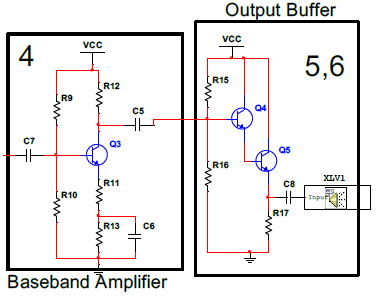 Output Buffer
4
VCC
VCC
5,6
R9
R12
C5
R15
Q4
C7
Q3
Q5
R16
R10
R11
R13
C6
C8
XLV1
Input
R17
Baseband Amplifier